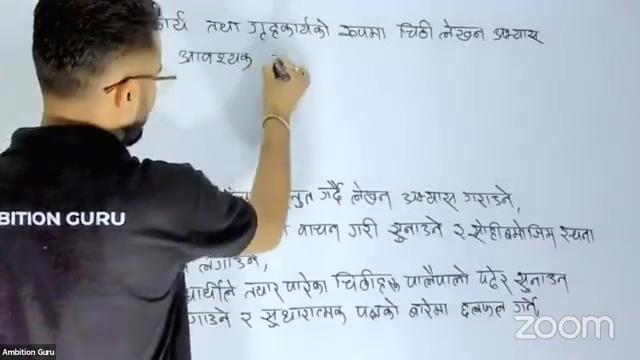 तथा गृहकार्यको रूपमा चिठी लेखन अभ्यास
आवश्यक
गर्दै लेखन अभ्यास गराउने,
वाचन गरी सुनाउने र सोहीबमोजिम रचना
लगाउने,
तयार पारेका चिठीहरू पालैपालो पढेर सुनाउन
र सुधारात्मक पक्षको बारेमा छलफल गर्ने,
BITION GURU
zoom
Ambition Guru